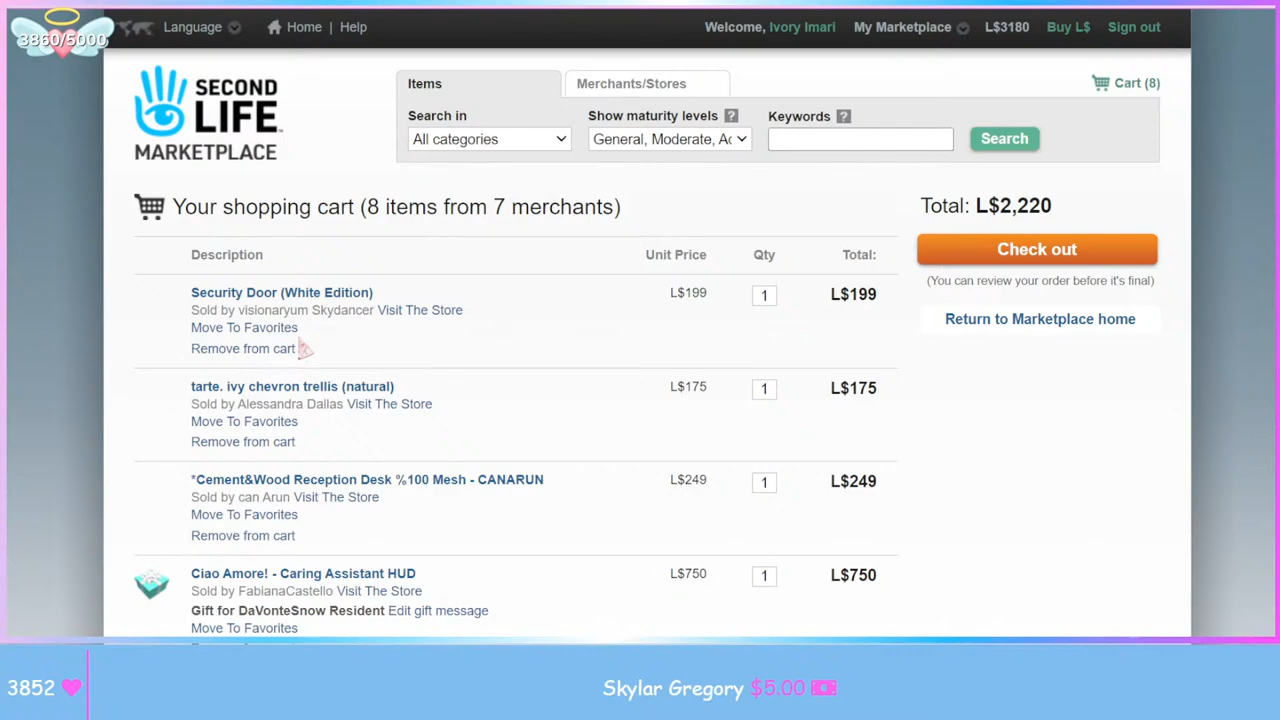 3860/5000
Language
Home | Help
Welcome, Ivory Imari
My Marketplace
L$3180
Buy L$
Sign out
SECOND
LIFE
MARKETPLACE
Items
Merchants/Stores
Cart (8)
Search in
Show maturity levels ?
Keywords ?
All categories
General, Moderate, Ac
Search
Your shopping cart (8 items from 7 merchants)
Total: L$2,220
Check out
(You can review your order before it's final)
Return to Marketplace home
Description
Unit Price
Qty
Total:
Security Door (White Edition)
L$199
1
L$199
Sold by visionaryum Skydancer Visit The Store
Move To Favorites
Remove from cart
tarte. ivy chevron trellis (natural)
L$175
1
L$175
Sold by Alessandra Dallas Visit The Store
Move To Favorites
Remove from cart
*Cement&Wood Reception Desk %100 Mesh - CANARUN
L$249
1
L$249
Sold by can Arun Visit The Store
Move To Favorites
Remove from cart
Ciao Amore! - Caring Assistant HUD
L$750
1
L$750
Sold by FabianaCastello Visit The Store
Gift for DaVonteSnow Resident Edit gift message
Move To Favorites
3852
Skylar Gregory $5.00